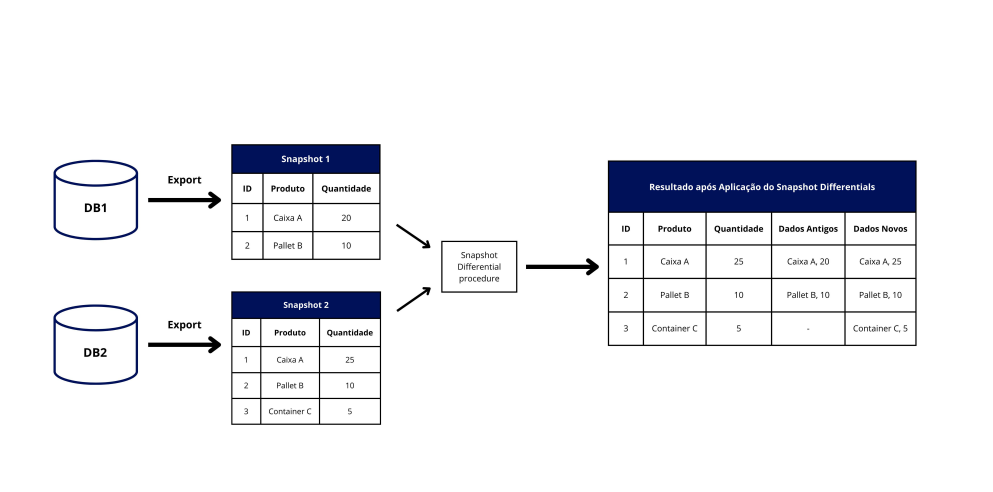 DB1
Export
Snapshot 1
ID Produto Quantidade
1 Caixa A 20
2 Pallet B 10
DB2
Export
Snapshot 2
ID Produto Quantidade
1 Caixa A 25
2 Pallet B 10
3 Container C 5
Snapshot
Differential
procedure
Resultado após Aplicação do Snapshot Differentials
ID Produto Quantidade Dados Antigos Dados Novos
1 Caixa A 25 Caixa A, 20 Caixa A, 25
2 Pallet B 10 Pallet B, 10 Pallet B, 10
3 Container C 5 - Container C, 5